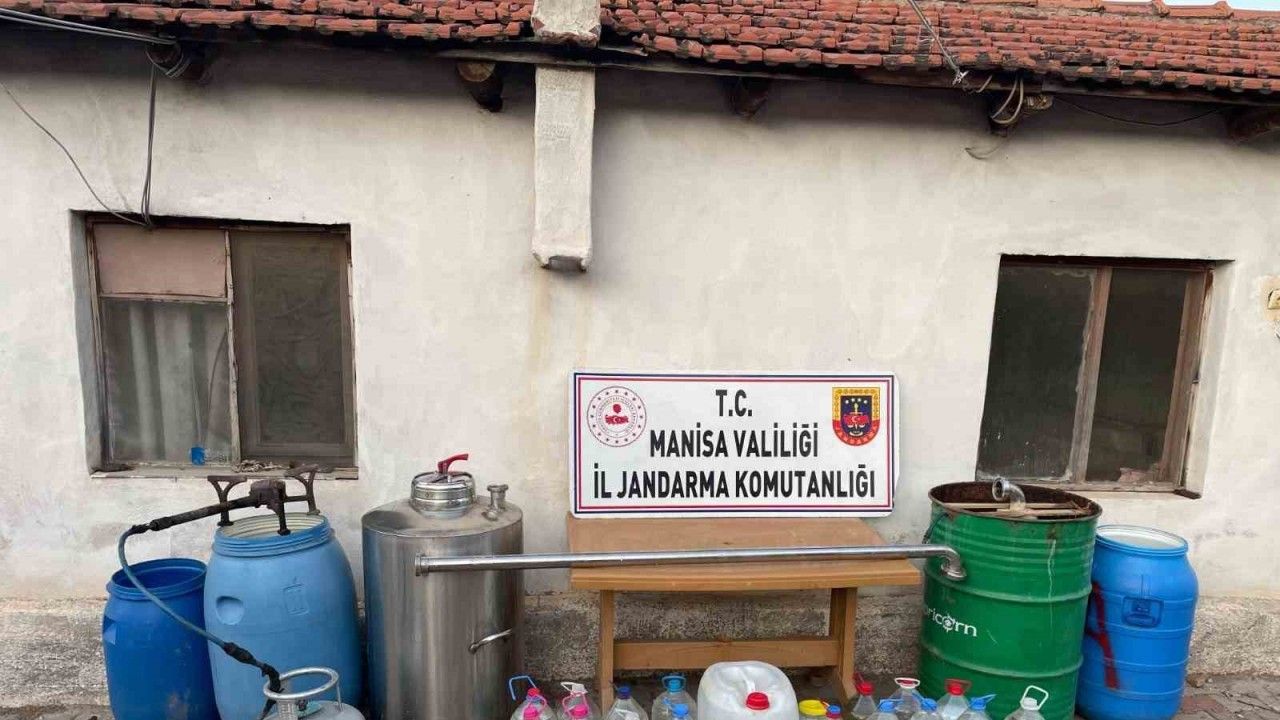 T.C.
MANİSA VALİLİĞİ
İL JANDARMA KOMUTANLIĞI